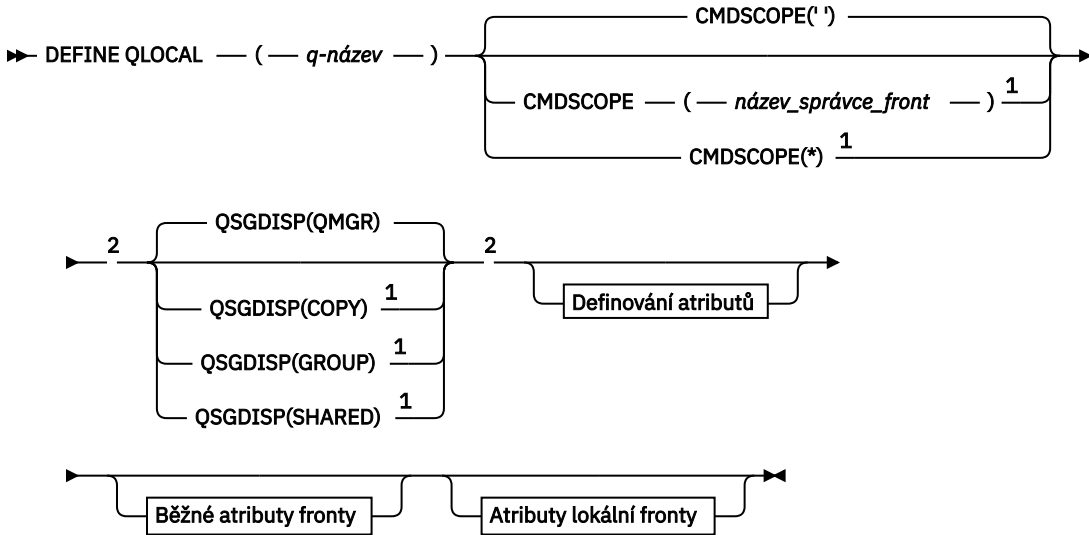 CMDSCOPE(' ')
DEFINE QLOCAL ( q-název )
CMDSCOPE ( název_správce_front ) 1
CMDSCOPE(*) 1
2 QSGDISP(QMGR) 2
QSGDISP(COPY) 1
QSGDISP(GROUP) 1
QSGDISP(SHARED) 1
Definování atributů
Běžné atributy fronty
Atributy lokální fronty